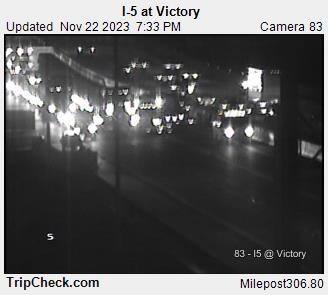 I-5 at Victory
Updated Nov 22 2023 7:33 PM Camera 83
S
83 - I5 @ Victory
TripCheck.com Milepost306.80